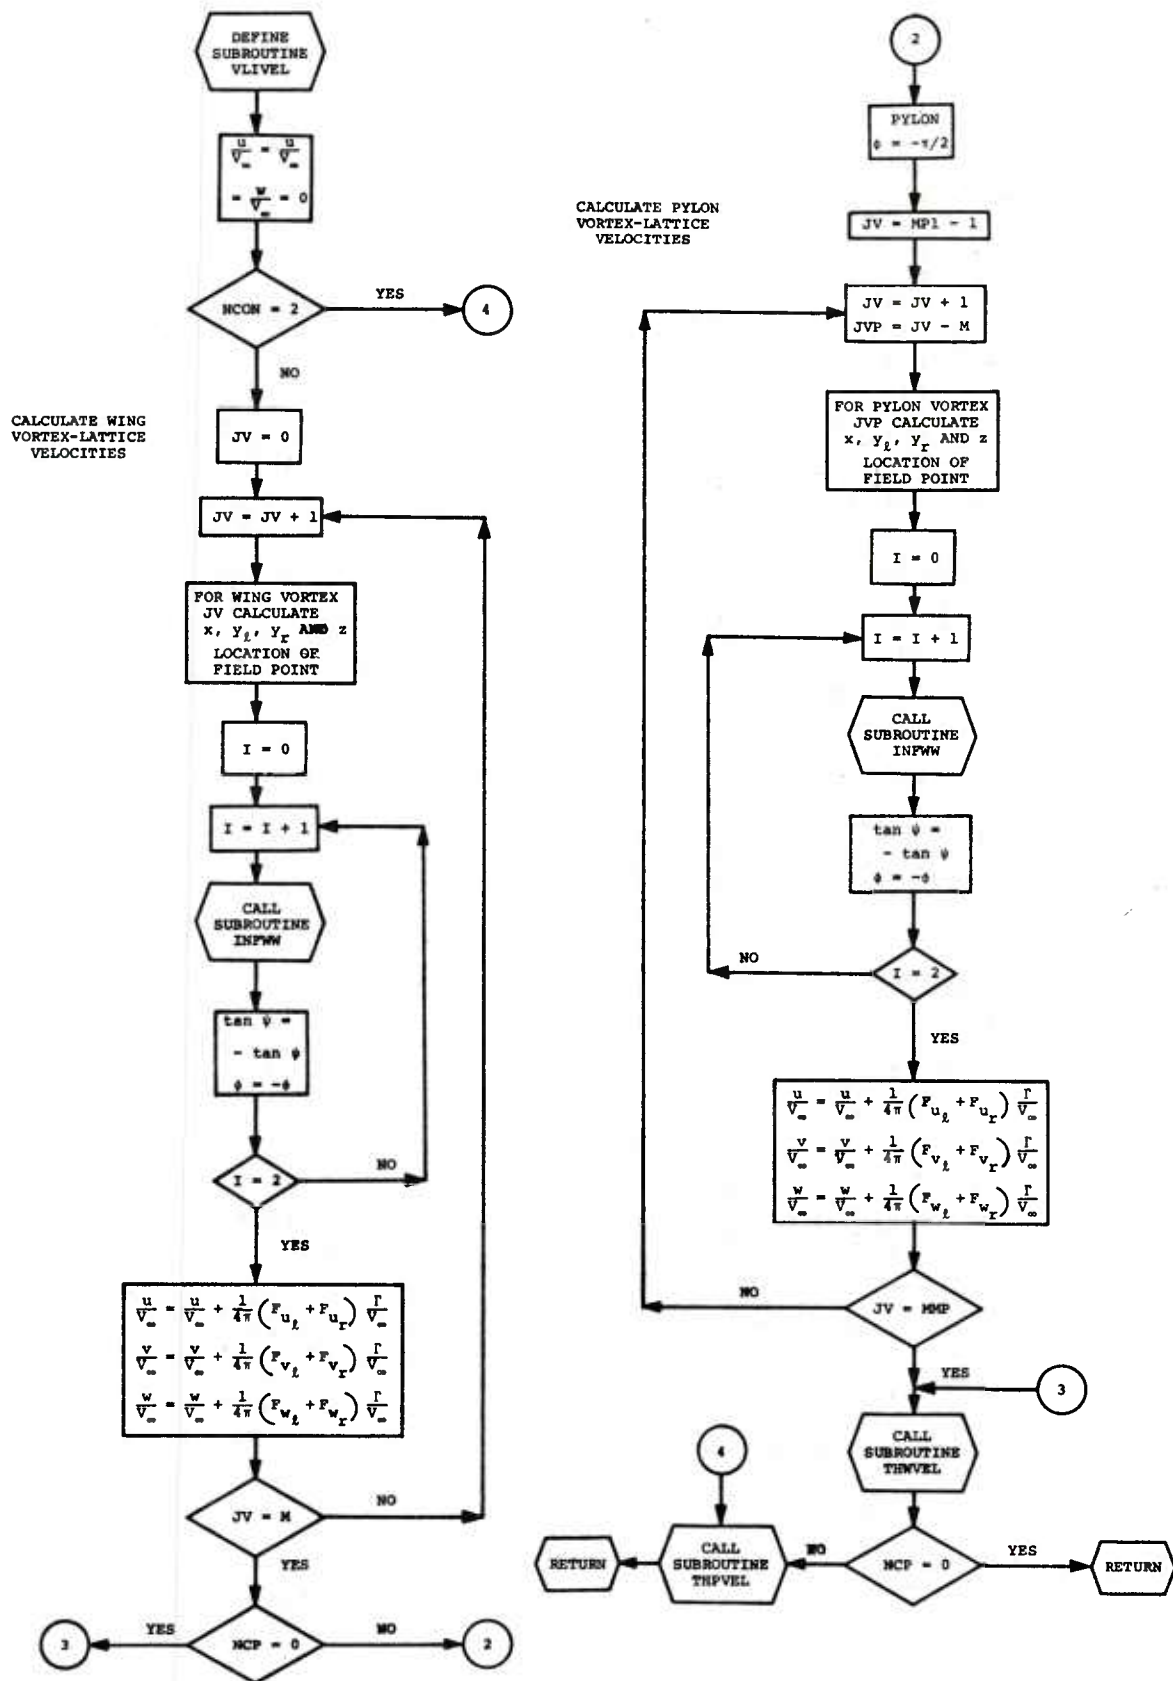 DEFINE
SUBROUTINE
VLIVEL
u/V∞ = u/V∞
= w/V∞ = 0
NCON = 2
YES
4
NO
CALCULATE WING
VORTEX-LATTICE
VELOCITIES
JV = 0
JV = JV + 1
FOR WING VORTEX
JV CALCULATE
x, yℓ, yr AND z
LOCATION OF
FIELD POINT
I = 0
I = I + 1
CALL
SUBROUTINE
INFWW
tan ψ =
- tan ψ
ϕ = -ϕ
I = 2
NO
YES
u/V∞ = u/V∞ + 1/4π (Fuℓ + Fur) Γ/V∞
v/V∞ = v/V∞ + 1/4π (Fvℓ + Fvr) Γ/V∞
w/V∞ = w/V∞ + 1/4π (Fwℓ + Fwr) Γ/V∞
JV = M
NO
YES
NCP = 0
YES
3
NO
2
2
PYLON
ϕ = -π/2
CALCULATE PYLON
VORTEX-LATTICE
VELOCITIES
JV = MP1 - 1
JV = JV + 1
JVP = JV - M
FOR PYLON VORTEX
JVP CALCULATE
x, yℓ, yr AND z
LOCATION OF
FIELD POINT
I = 0
I = I + 1
CALL
SUBROUTINE
INFWW
tan ψ =
- tan ψ
ϕ = -ϕ
NO
I = 2
YES
u/V∞ = u/V∞ + 1/4π (Fuℓ + Fur) Γ/V∞
v/V∞ = v/V∞ + 1/4π (Fvℓ + Fvr) Γ/V∞
w/V∞ = w/V∞ + 1/4π (Fwℓ + Fwr) Γ/V∞
NO
JV = MMP
YES
3
CALL
SUBROUTINE
THWVEL
4
NCP = 0
YES
RETURN
NO
CALL
SUBROUTINE
THPVEL
RETURN